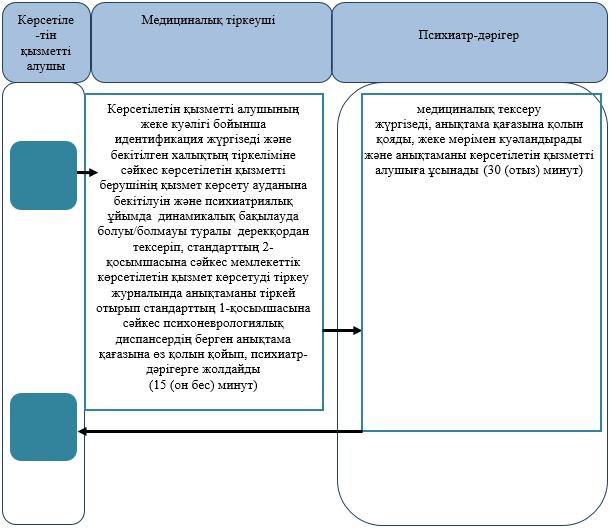 Көрсетіле
-тін
қызметті
алушы
Медициналық тіркеуші
Психиатр-дәрігер
Көрсетілетін қызметті алушының
жеке куәлігі бойынша
идентификация жүргізеді және
бекітілген халықтың тіркеліміне
сәйкес көрсетілетін қызметті
берушінің қызмет көрсету ауданына
бекітілуін және психиатриялық
ұйымда динамикалық бақылауда
болуы/болмауы туралы дерекқордан
тексеріп, стандарттың 2-
қосымшасына сәйкес мемлекеттік
көрсетілетін қызмет көрсетуді тіркеу
журналында анықтаманы тіркей
отырып стандарттың 1-қосымшасына
сәйкес психоневрологиялық
диспансердің берген анықтама
қағазына өз қолын қойып, психиатр-
дәрігерге жолдайды
(15 (он бес) минут)
медициналық тексеру
жүргізеді, анықтама қағазына қолын
қояды, жеке мөрімен куәландырады
және анықтаманы көрсетілетін қызметті
алушыға ұсынады (30 (отыз) минут)